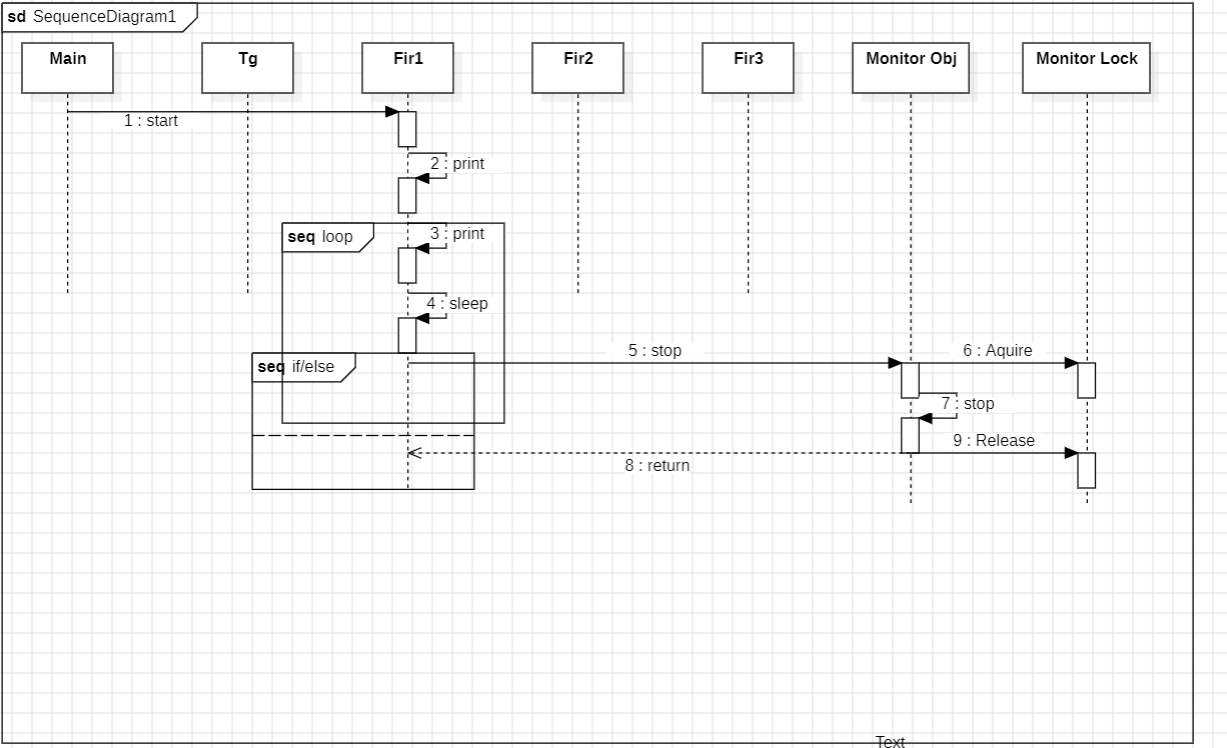 sd SequenceDiagram1
Main
Tg
Fir1
Fir2
Fir3
Monitor Obj
Monitor Lock
1 : start
2 : print
seq loop
3 : print
4 : sleep
5 : stop
6 : Aquire
seq if/else
7 : stop
9 : Release
8 : return
Text